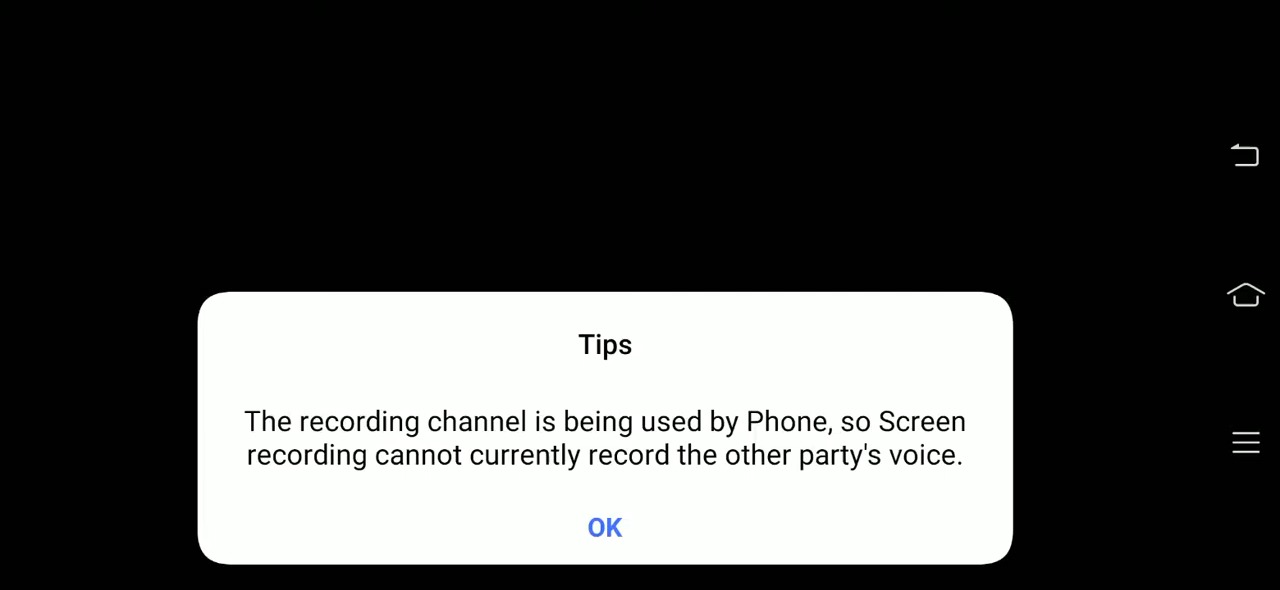 Tips
The recording channel is being used by Phone, so Screen
recording cannot currently record the other party's voice.
OK